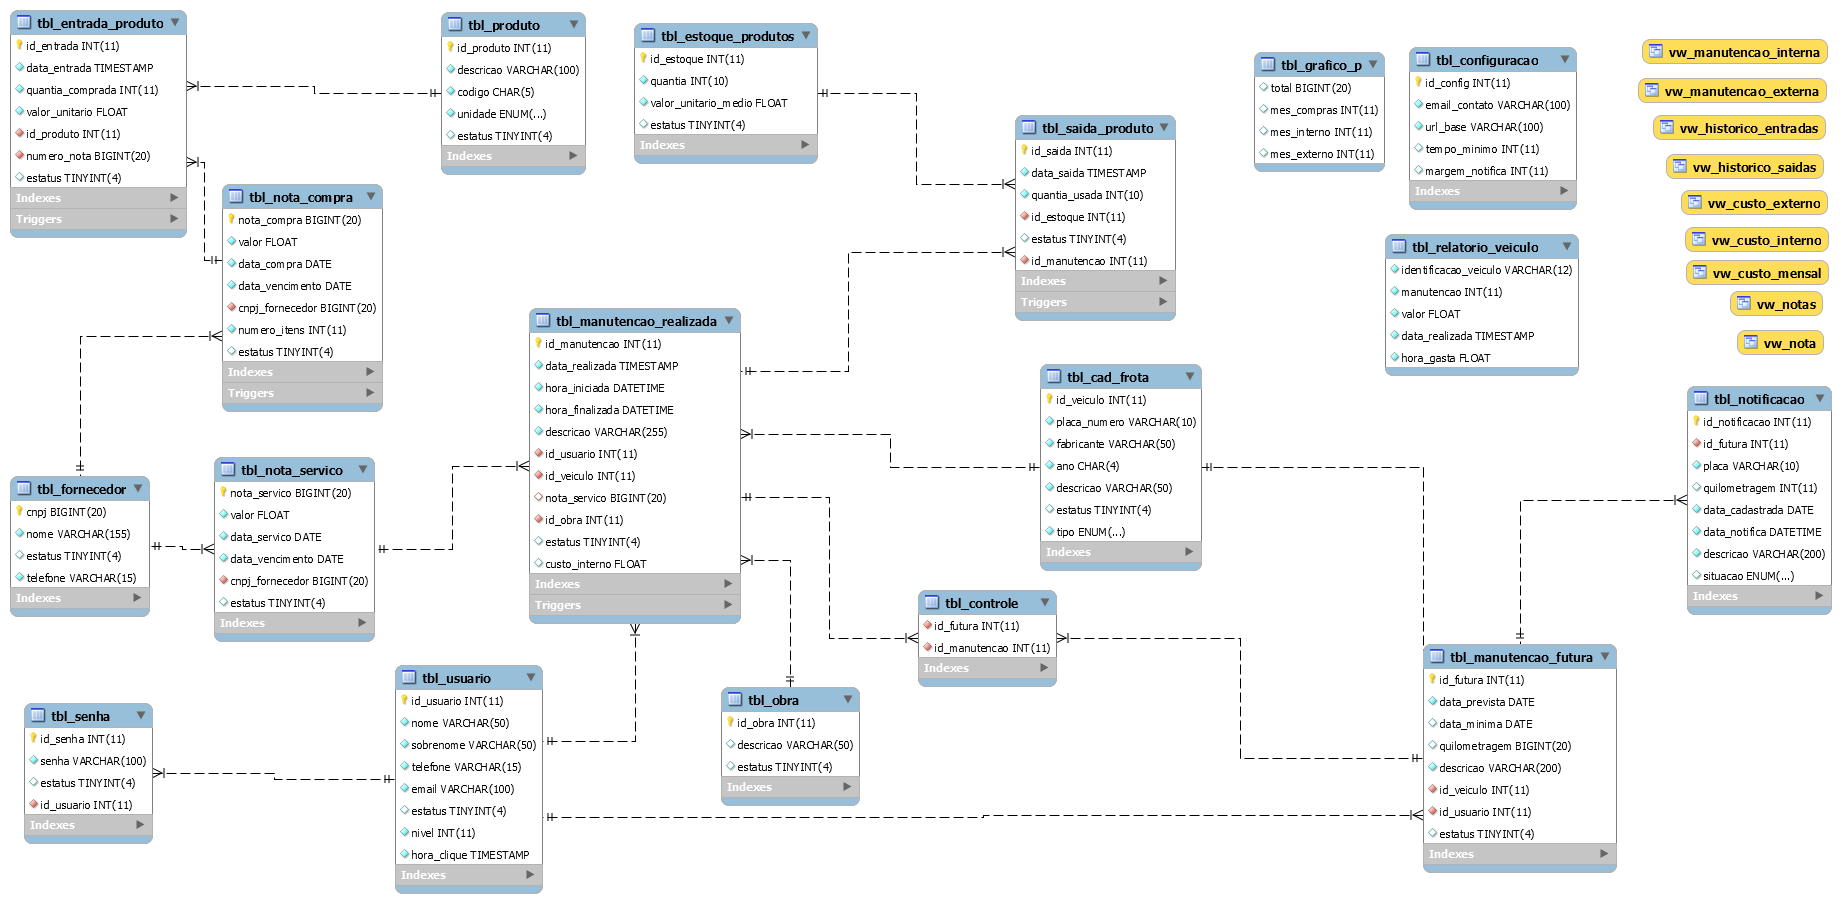 tbl_entrada_produto
id_entrada INT(11)
data_entrada TIMESTAMP
quantia_comprada INT(11)
valor_unitario FLOAT
id_produto INT(11)
numero_nota BIGINT(20)
estatus TINYINT(4)
Indexes
Triggers
tbl_produto
id_produto INT(11)
descricao VARCHAR(100)
codigo CHAR(5)
unidade ENUM(...)
estatus TINYINT(4)
Indexes
tbl_estoque_produtos
id_estoque INT(11)
quantia INT(10)
valor_unitario_medio FLOAT
estatus TINYINT(4)
Indexes
tbl_saida_produto
id_saida INT(11)
data_saida TIMESTAMP
quantia_usada INT(10)
id_estoque INT(11)
estatus TINYINT(4)
id_manutencao INT(11)
Indexes
Triggers
tbl_grafico_p
total BIGINT(20)
mes_compras INT(11)
mes_interno INT(11)
mes_externo INT(11)
tbl_configuracao
id_config INT(11)
email_contato VARCHAR(100)
url_base VARCHAR(100)
tempo_minimo INT(11)
margem_notifica INT(11)
Indexes
vw_manutencao_interna
vw_manutencao_externa
vw_historico_entradas
vw_historico_saidas
vw_custo_externo
vw_custo_interno
vw_custo_mensal
vw_notas
vw_nota
tbl_nota_compra
nota_compra BIGINT(20)
valor FLOAT
data_compra DATE
data_vencimento DATE
cnpj_fornecedor BIGINT(20)
numero_itens INT(11)
estatus TINYINT(4)
Indexes
Triggers
tbl_relatorio_veiculo
identificacao_veiculo VARCHAR(12)
manutencao INT(11)
valor FLOAT
data_realizada TIMESTAMP
hora_gasta FLOAT
tbl_manutencao_realizada
id_manutencao INT(11)
data_realizada TIMESTAMP
hora_iniciada DATETIME
hora_finalizada DATETIME
descricao VARCHAR(255)
id_usuario INT(11)
id_veiculo INT(11)
nota_servico BIGINT(20)
id_obra INT(11)
estatus TINYINT(4)
custo_interno FLOAT
Indexes
Triggers
tbl_cad_frota
id_veiculo INT(11)
placa_numero VARCHAR(10)
fabricante VARCHAR(50)
ano CHAR(4)
descricao VARCHAR(50)
estatus TINYINT(4)
tipo ENUM(...)
Indexes
tbl_notificacao
id_notificacao INT(11)
id_futura INT(11)
placa VARCHAR(10)
quilometragem INT(11)
data_cadastrada DATE
data_notifica DATETIME
descricao VARCHAR(200)
situacao ENUM(...)
Indexes
tbl_fornecedor
cnpj BIGINT(20)
nome VARCHAR(155)
estatus TINYINT(4)
telefone VARCHAR(15)
Indexes
tbl_nota_servico
nota_servico BIGINT(20)
valor FLOAT
data_servico DATE
data_vencimento DATE
cnpj_fornecedor BIGINT(20)
estatus TINYINT(4)
Indexes
tbl_controle
id_futura INT(11)
id_manutencao INT(11)
Indexes
tbl_manutencao_futura
id_futura INT(11)
data_prevista DATE
data_minima DATE
quilometragem BIGINT(20)
descricao VARCHAR(200)
id_veiculo INT(11)
id_usuario INT(11)
estatus TINYINT(4)
Indexes
tbl_usuario
id_usuario INT(11)
nome VARCHAR(50)
sobrenome VARCHAR(50)
telefone VARCHAR(15)
email VARCHAR(100)
estatus TINYINT(4)
nivel INT(11)
hora_clique TIMESTAMP
Indexes
tbl_obra
id_obra INT(11)
descricao VARCHAR(50)
estatus TINYINT(4)
Indexes
tbl_senha
id_senha INT(11)
senha VARCHAR(100)
estatus TINYINT(4)
id_usuario INT(11)
Indexes